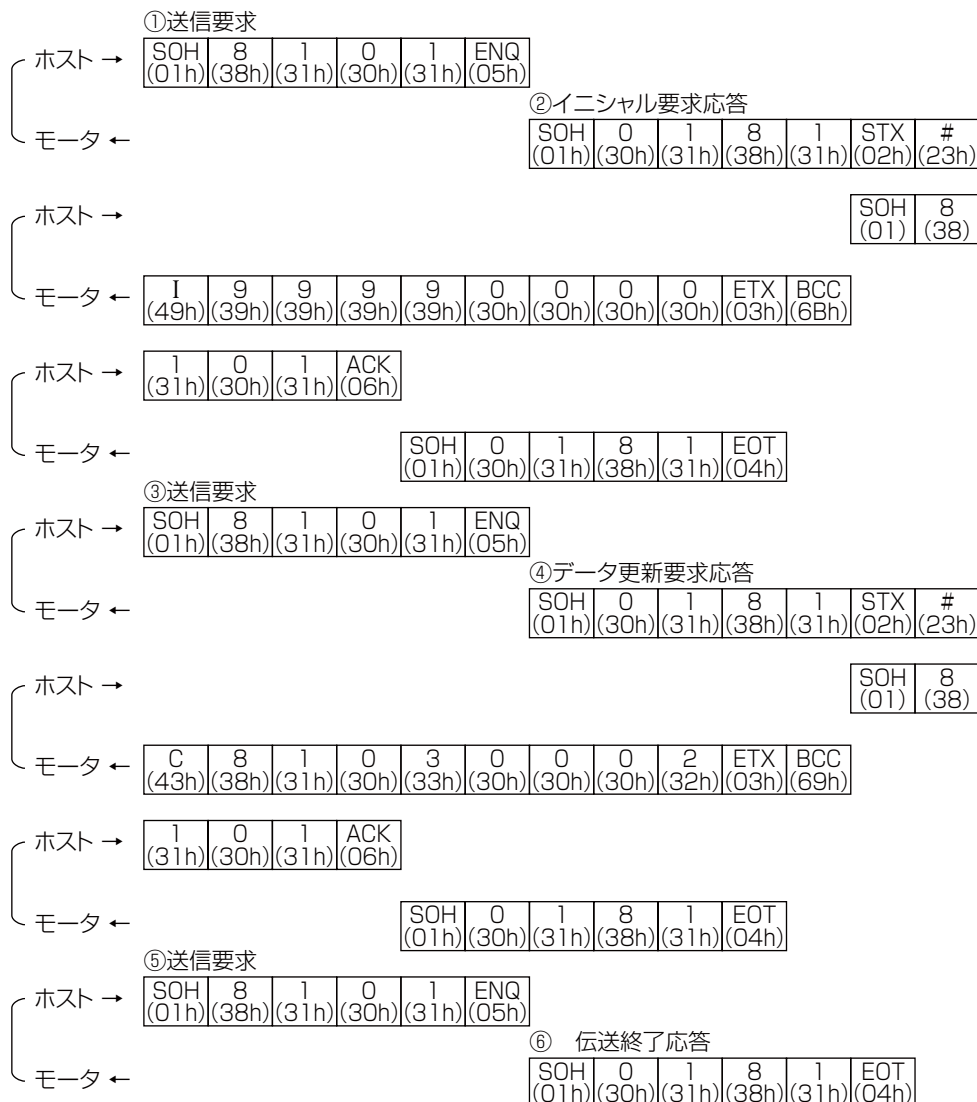 ①送信要求
ホスト → SOH 8 1 0 1 ENQ
(01h) (38h) (31h) (30h) (31h) (05h)
②イニシャル要求応答
モータ ← SOH 0 1 8 1 STX #
(01h) (30h) (31h) (38h) (31h) (02h) (23h)
ホスト → SOH 8
(01) (38)
モータ ← I 9 9 9 9 0 0 0 0 ETX BCC
(49h) (39h) (39h) (39h) (39h) (30h) (30h) (30h) (30h) (03h) (6Bh)
ホスト → 1 0 1 ACK
(31h) (30h) (31h) (06h)
モータ ← SOH 0 1 8 1 EOT
(01h) (30h) (31h) (38h) (31h) (04h)
③送信要求
ホスト → SOH 8 1 0 1 ENQ
(01h) (38h) (31h) (30h) (31h) (05h)
④データ更新要求応答
モータ ← SOH 0 1 8 1 STX #
(01h) (30h) (31h) (38h) (31h) (02h) (23h)
ホスト → SOH 8
(01) (38)
モータ ← C 8 1 0 3 0 0 0 2 ETX BCC
(43h) (38h) (31h) (30h) (33h) (30h) (30h) (30h) (32h) (03h) (69h)
ホスト → 1 0 1 ACK
(31h) (30h) (31h) (06h)
モータ ← SOH 0 1 8 1 EOT
(01h) (30h) (31h) (38h) (31h) (04h)
⑤送信要求
ホスト → SOH 8 1 0 1 ENQ
(01h) (38h) (31h) (30h) (31h) (05h)
⑥ 伝送終了応答
モータ ← SOH 0 1 8 1 EOT
(01h) (30h) (31h) (38h) (31h) (04h)